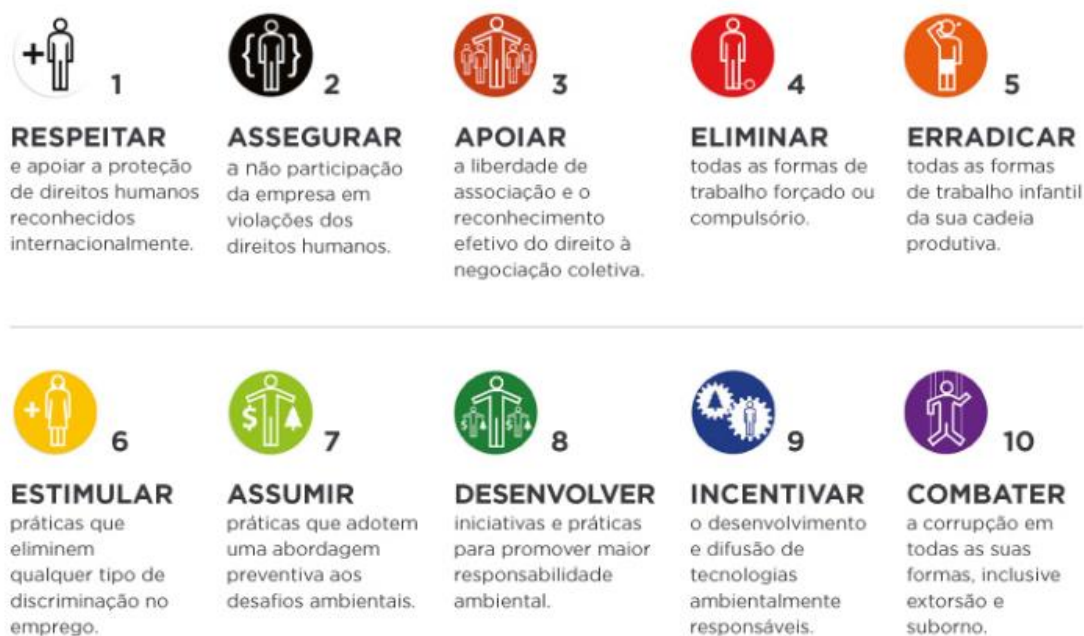 1
RESPEITAR
e apoiar a proteção
de direitos humanos
reconhecidos
internacionalmente.
2
ASSEGURAR
a não participação
da empresa em
violações dos
direitos humanos.
3
APOIAR
a liberdade de
associação e o
reconhecimento
efetivo do direito à
negociação coletiva.
4
ELIMINAR
todas as formas de
trabalho forçado ou
compulsório.
5
ERRADICAR
todas as formas
de trabalho infantil
da sua cadeia
produtiva.
6
ESTIMULAR
práticas que
eliminem
qualquer tipo de
discriminação no
emprego.
$
7
ASSUMIR
práticas que adotem
uma abordagem
preventiva aos
desafios ambientais.
$ $
8
DESENVOLVER
iniciativas e práticas
para promover maior
responsabilidade
ambiental.
9
INCENTIVAR
o desenvolvimento
e difusão de
tecnologias
ambientalmente
responsáveis.
10
COMBATER
a corrupção em
todas as suas
formas, inclusive
extorsão e
suborno.